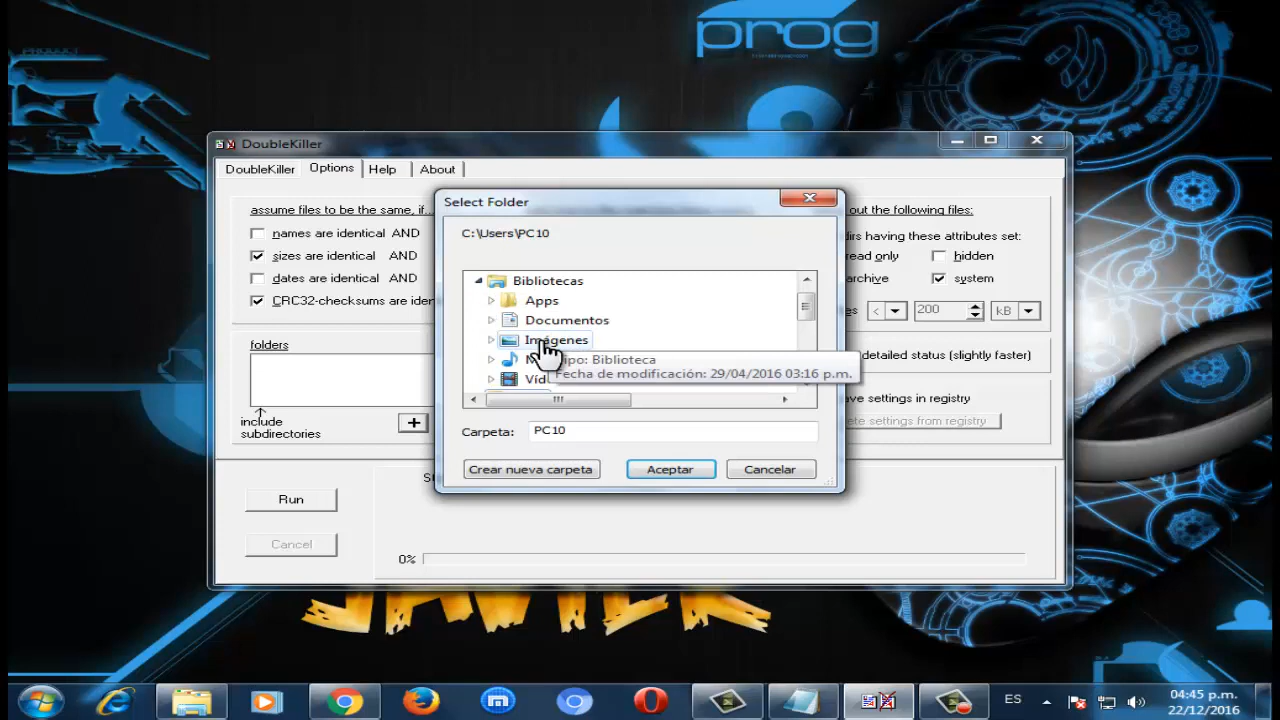 prog
DoubleKiller
DoubleKiller
Options
Help
About
assume files to be the same, if...
names are identical AND
sizes are identical AND
dates are identical AND
CRC32-checksums are iden
folders
include
subdirectories
+
Run
Cancel
0%
Select Folder
C:\Users\PC10
Bibliotecas
Apps
Documentos
Imágenes
Tipo: Biblioteca
Víd
Fecha de modificación: 29/04/2016 03:16 p.m.
Carpeta:
PC10
Crear nueva carpeta
Aceptar
Cancelar
out the following files:
dirs having these attributes set:
ead only
hidden
archive
system
es
<
200
kB
detailed status (slightly faster)
ve settings in registry
ete settings from registry
ES
04:45 p.m.
22/12/2016